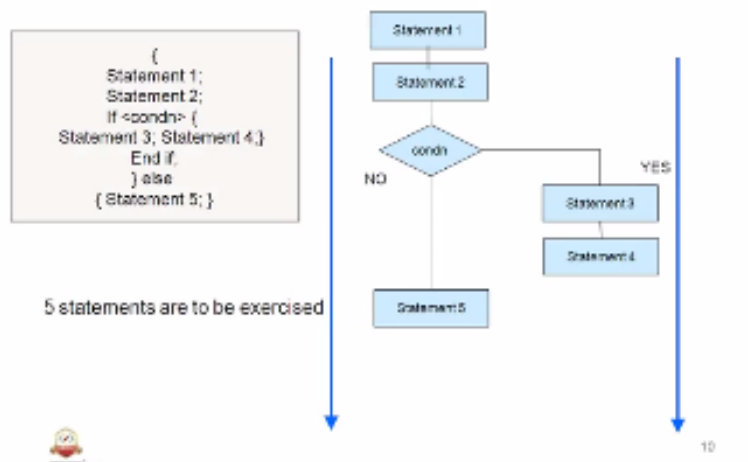 {
Statement 1;
Statement 2;
If <condn> {
Statement 3; Statement 4;}
End if;
} else
{ Statement 5; }
5 statements are to be exercised
Statement 1
Statement 2
condn
NO
YES
Statement 3
Statement 4
Statement 5
19